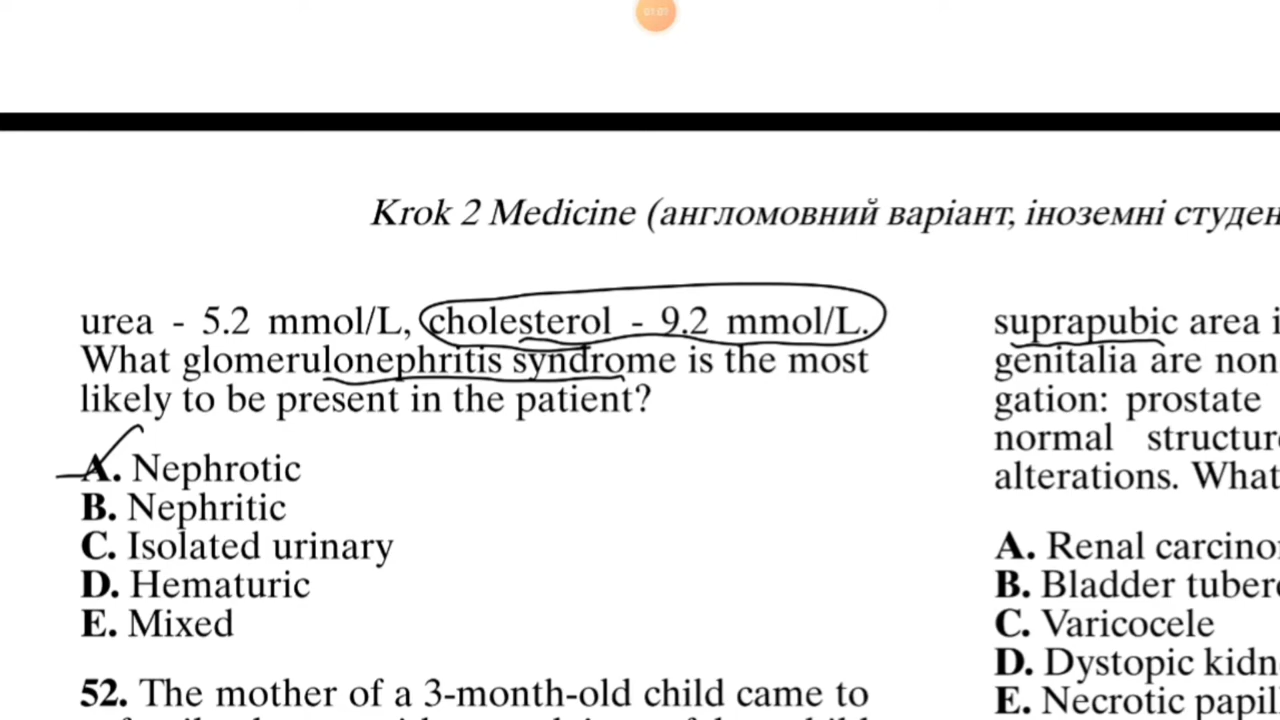 01:01
Krok 2 Medicine (англомовний варіант, іноземні студен
urea - 5.2 mmol/L, cholesterol - 9.2 mmol/L.
What glomerulonephritis syndrome is the most
likely to be present in the patient?
A. Nephrotic
B. Nephritic
C. Isolated urinary
D. Hematuric
E. Mixed
52. The mother of a 3-month-old child came to
suprapubic area i
genitalia are non
gation: prostate
normal structur
alterations. What
A. Renal carcino
B. Bladder tuber
C. Varicocele
D. Dystopic kidn
E. Necrotic papil